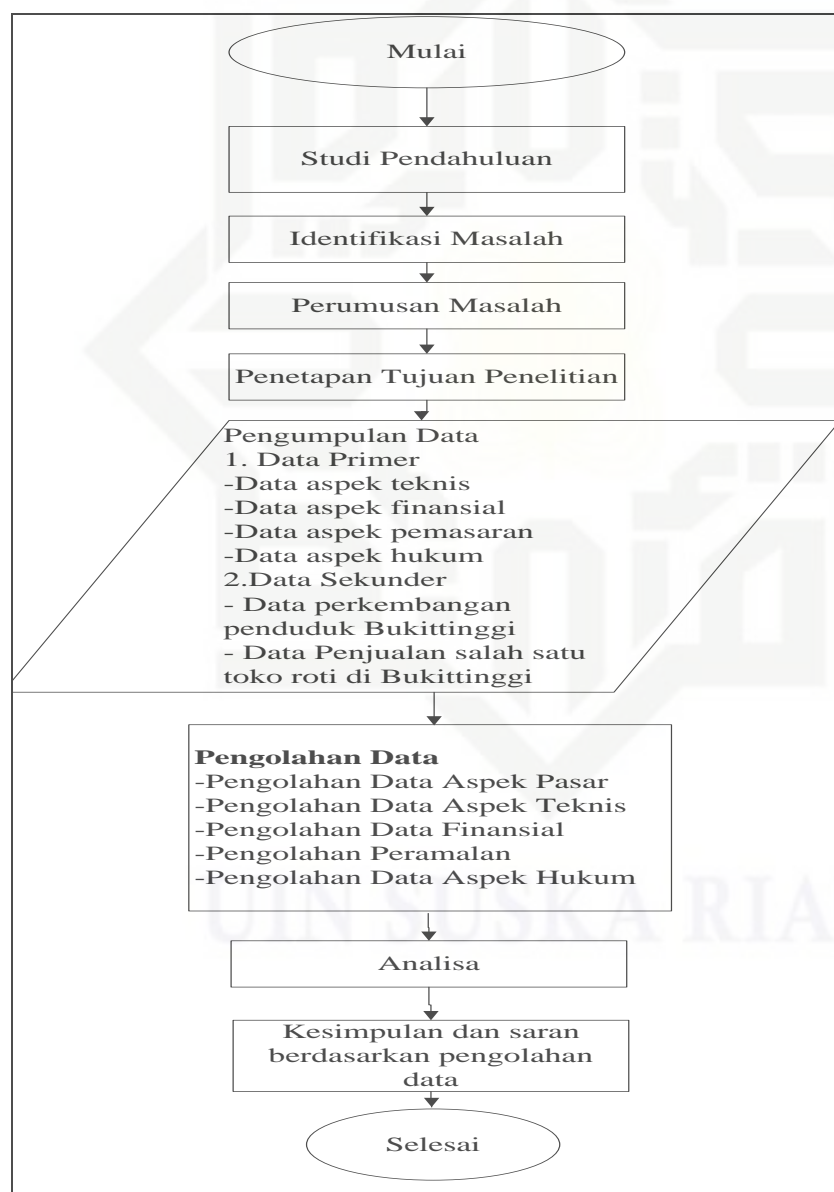 Mulai
Studi Pendahuluan
Identifikasi Masalah
Perumusan Masalah
Penetapan Tujuan Penelitian
Pengumpulan Data
1. Data Primer
-Data aspek teknis
-Data aspek finansial
-Data aspek pemasaran
-Data aspek hukum
2.Data Sekunder
- Data perkembangan
penduduk Bukittinggi
- Data Penjualan salah satu
toko roti di Bukittinggi
Pengolahan Data
-Pengolahan Data Aspek Pasar
-Pengolahan Data Aspek Teknis
-Pengolahan Data Finansial
-Pengolahan Peramalan
-Pengolahan Data Aspek Hukum
UIN SUSKA RIA
Analisa
Kesimpulan dan saran
berdasarkan pengolahan
data
Selesai